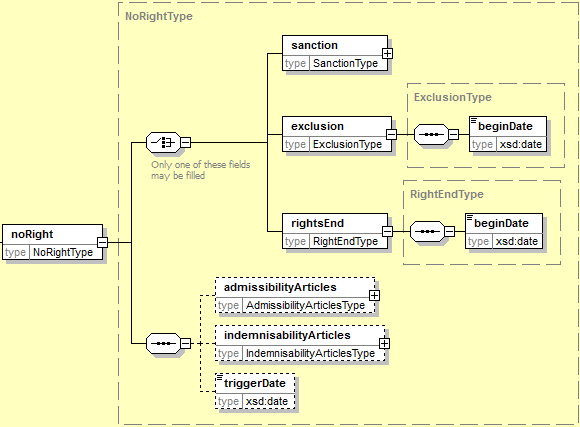 NoRightType
sanction
type SanctionType
ExclusionType
exclusion
type ExclusionType
beginDate
type xsd:date
Only one of these fields
may be filled
RightEndType
rightsEnd
type RightEndType
beginDate
type xsd:date
noRight
type NoRightType
admissibilityArticles
type AdmissibilityArticlesType
indemnisabilityArticles
type IndemnisabilityArticlesType
triggerDate
type xsd:date